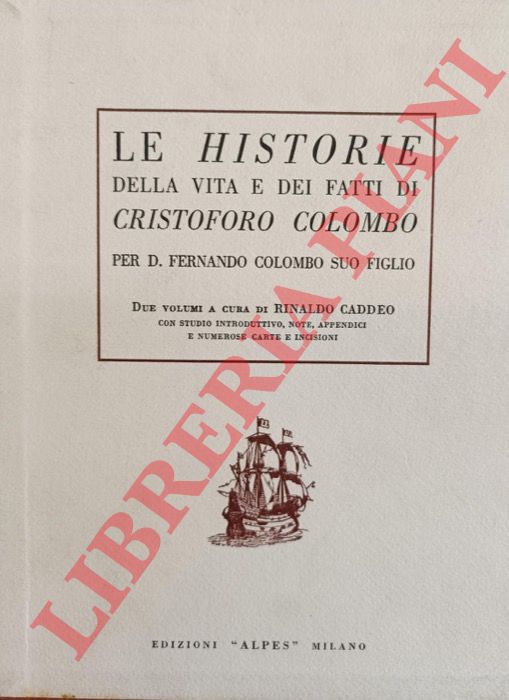 LE HISTORIE
DELLA VITA E DEI FATTI DI
CRISTOFORO COLOMBO
PER D. FERNANDO COLOMBO SUO FIGLIO
DUE VOLUMI A CURA DI RINALDO CADDEO
CON STUDIO INTRODUTTIVO, NOTE, APPENDICI
E NUMEROSE CARTE E INCISIONI
EDIZIONI "ALPES" MILANO
LIBRERIA PIANI